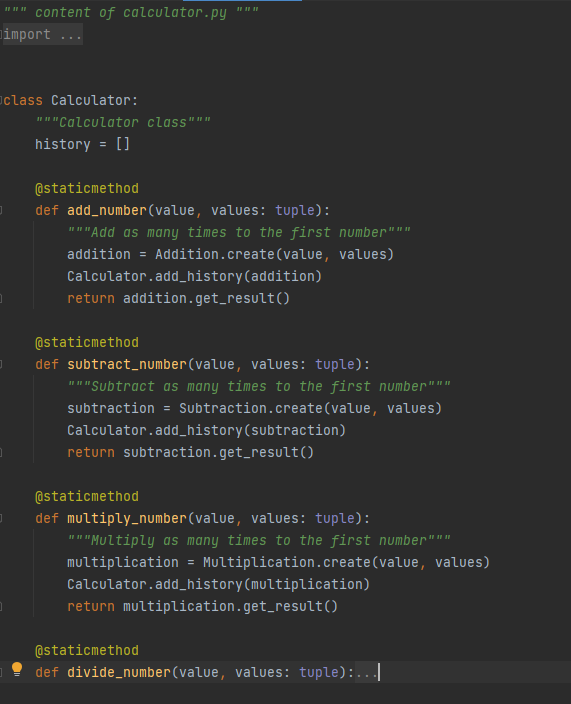 """ content of calculator.py """
import ...
class Calculator:
    """Calculator class"""
    history = []
    @staticmethod
    def add_number(value, values: tuple):
        """Add as many times to the first number"""
        addition = Addition.create(value, values)
        Calculator.add_history(addition)
        return addition.get_result()
    @staticmethod
    def subtract_number(value, values: tuple):
        """Subtract as many times to the first number"""
        subtraction = Subtraction.create(value, values)
        Calculator.add_history(subtraction)
        return subtraction.get_result()
    @staticmethod
    def multiply_number(value, values: tuple):
        """Multiply as many times to the first number"""
        multiplication = Multiplication.create(value, values)
        Calculator.add_history(multiplication)
        return multiplication.get_result()
    @staticmethod
    def divide_number(value, values: tuple):...